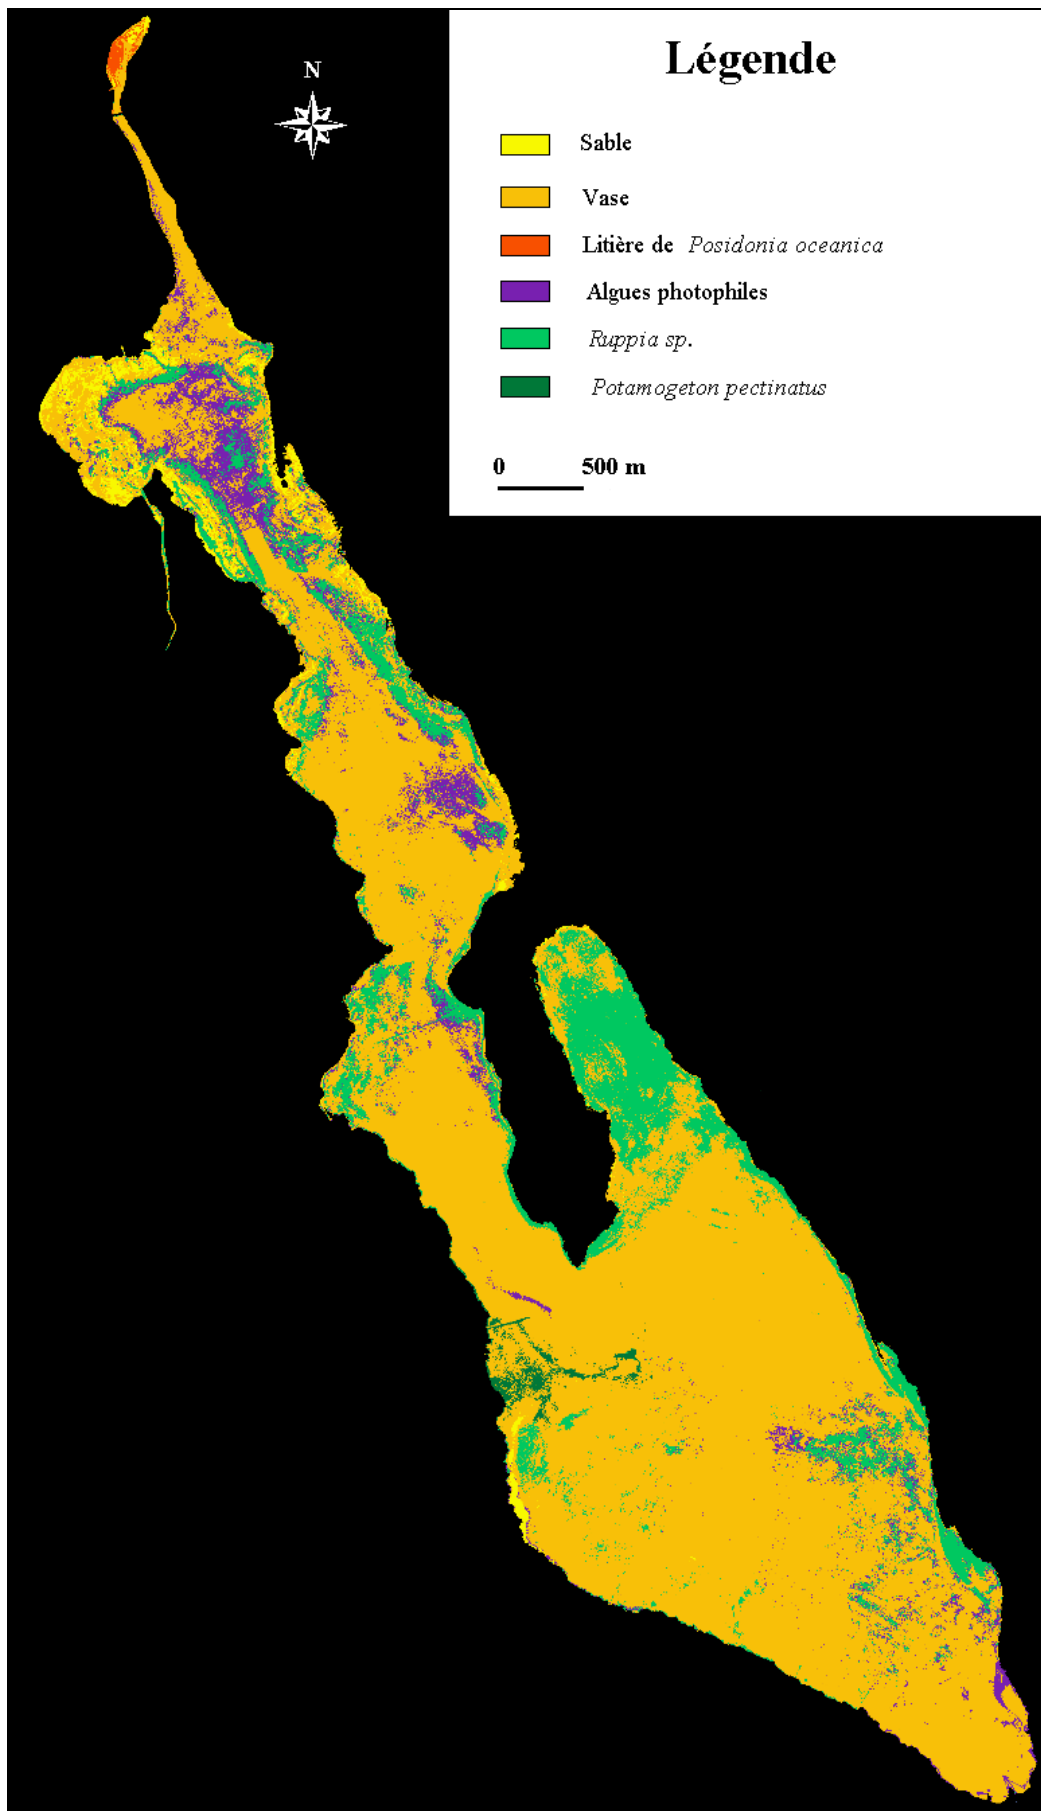 Légende
N
Sable
Vase
Litière de Posidonia oceanica
Algues photophiles
Ruppia sp.
Potamogeton pectinatus
0 500 m